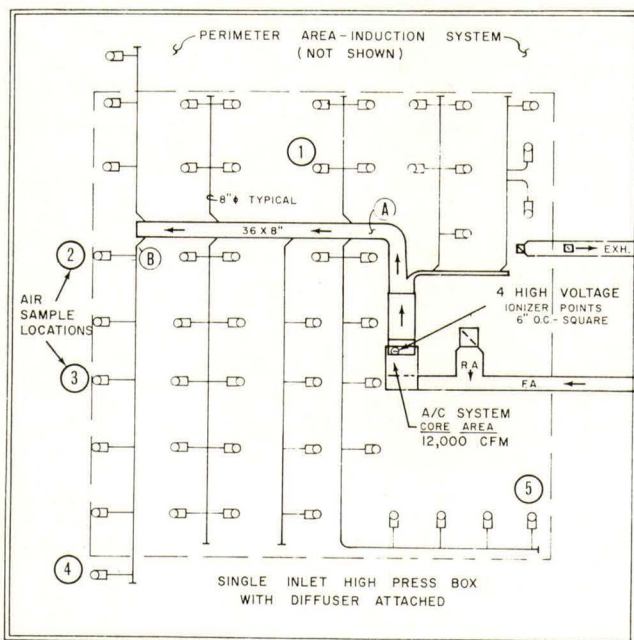 PERIMETER AREA-INDUCTION SYSTEM
(NOT SHOWN)
1
8" φ TYPICAL
A
36 X 8"
2
B
EXH.
AIR
SAMPLE
LOCATIONS
4 HIGH VOLTAGE
IONIZER POINTS
6" O.C.- SQUARE
3
R.A.
F.A.
A/C SYSTEM
CORE AREA
12,000 CFM
5
4
SINGLE INLET HIGH PRESS BOX
WITH DIFFUSER ATTACHED